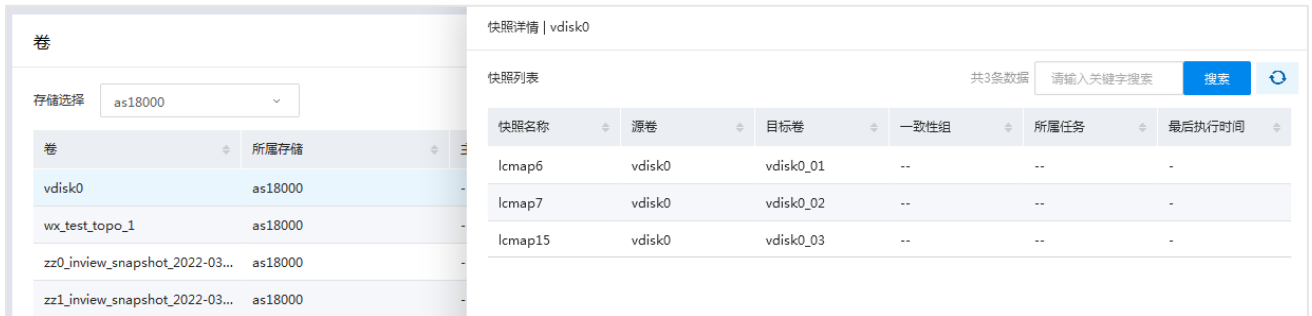 卷
存储选择 as18000
卷 所属存储
vdisk0 as18000 -
wx_test_topo_1 as18000 -
zz0_inview_snapshot_2022-03... as18000 -
zz1_inview_snapshot_2022-03... as18000 -
快照详情 | vdisk0
快照列表 共3条数据 请输入关键字搜索 搜索
快照名称 源卷 目标卷 一致性组 所属任务 最后执行时间
lcmap6 vdisk0 vdisk0_01 -- -- -
lcmap7 vdisk0 vdisk0_02 -- -- -
lcmap15 vdisk0 vdisk0_03 -- -- -